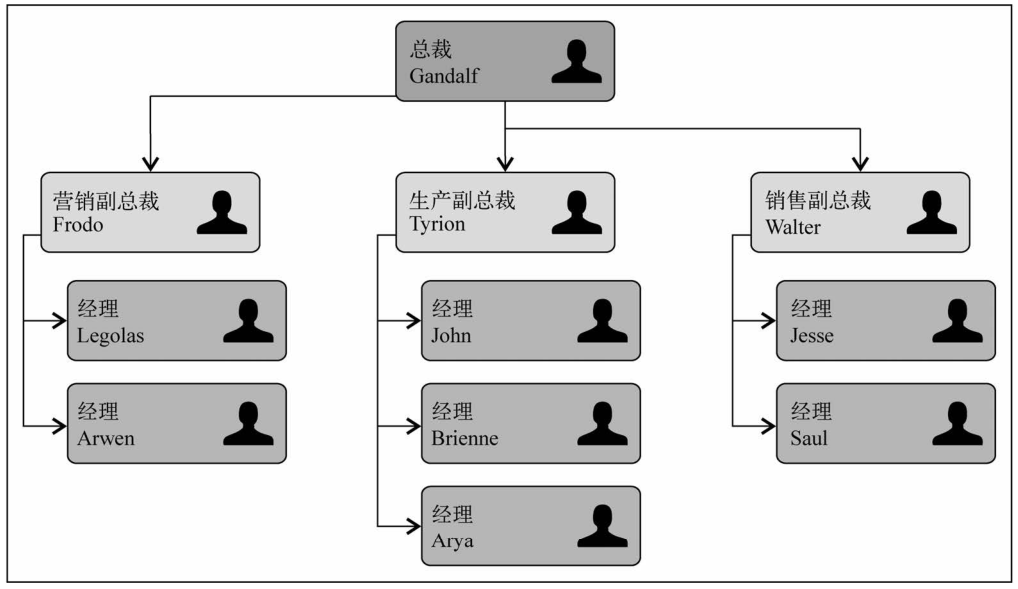 总裁
Gandalf
营销副总裁
Frodo
生产副总裁
Tyrion
销售副总裁
Walter
经理
Legolas
经理
John
经理
Jesse
经理
Arwen
经理
Brienne
经理
Saul
经理
Arya